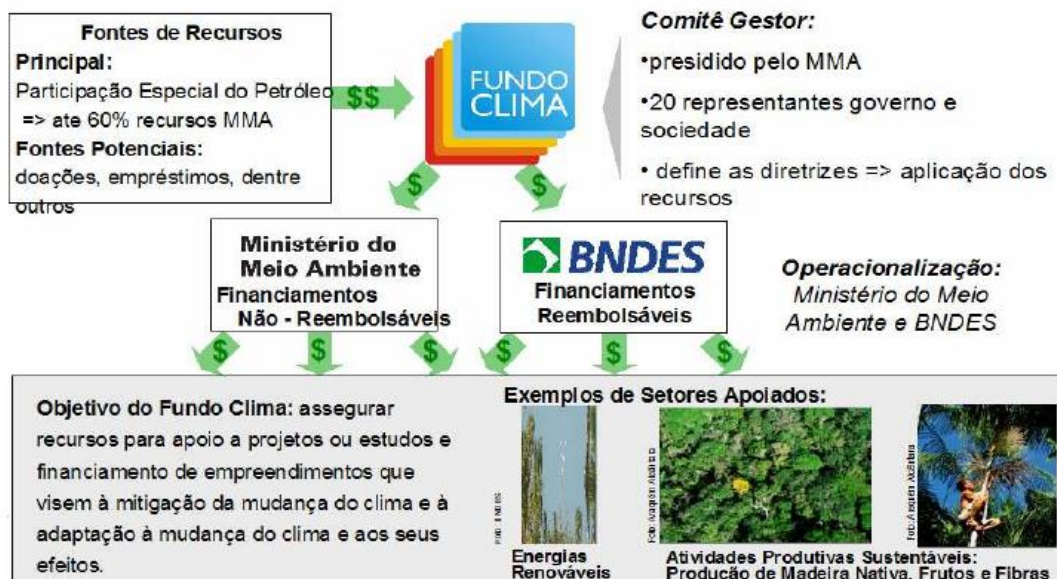 Fontes de Recursos
Principal:
Participação Especial do Petróleo
=> ate 60% recursos MMA
Fontes Potenciais:
doações, empréstimos, dentre
outros
$$
FUNDO
CLIMA
Comitê Gestor:
•presidido pelo MMA
•20 representantes governo e
sociedade
• define as diretrizes => aplicação dos
recursos
$
$
Ministério do
Meio Ambiente
Financiamentos
Não - Reembolsáveis
BNDES
Financiamentos
Reembolsáveis
Operacionalização:
Ministério do Meio
Ambiente e BNDES
$
$
$
$
$
$
Objetivo do Fundo Clima: assegurar
recursos para apoio a projetos ou estudos e
financiamento de empreendimentos que
visem à mitigação da mudança do clima e à
adaptação à mudança do clima e aos seus
efeitos.
Exemplos de Setores Apoiados:
Energias
Renováveis
Atividades Produtivas Sustentáveis:
Produção de Madeira Nativa, Frutos e Fibras